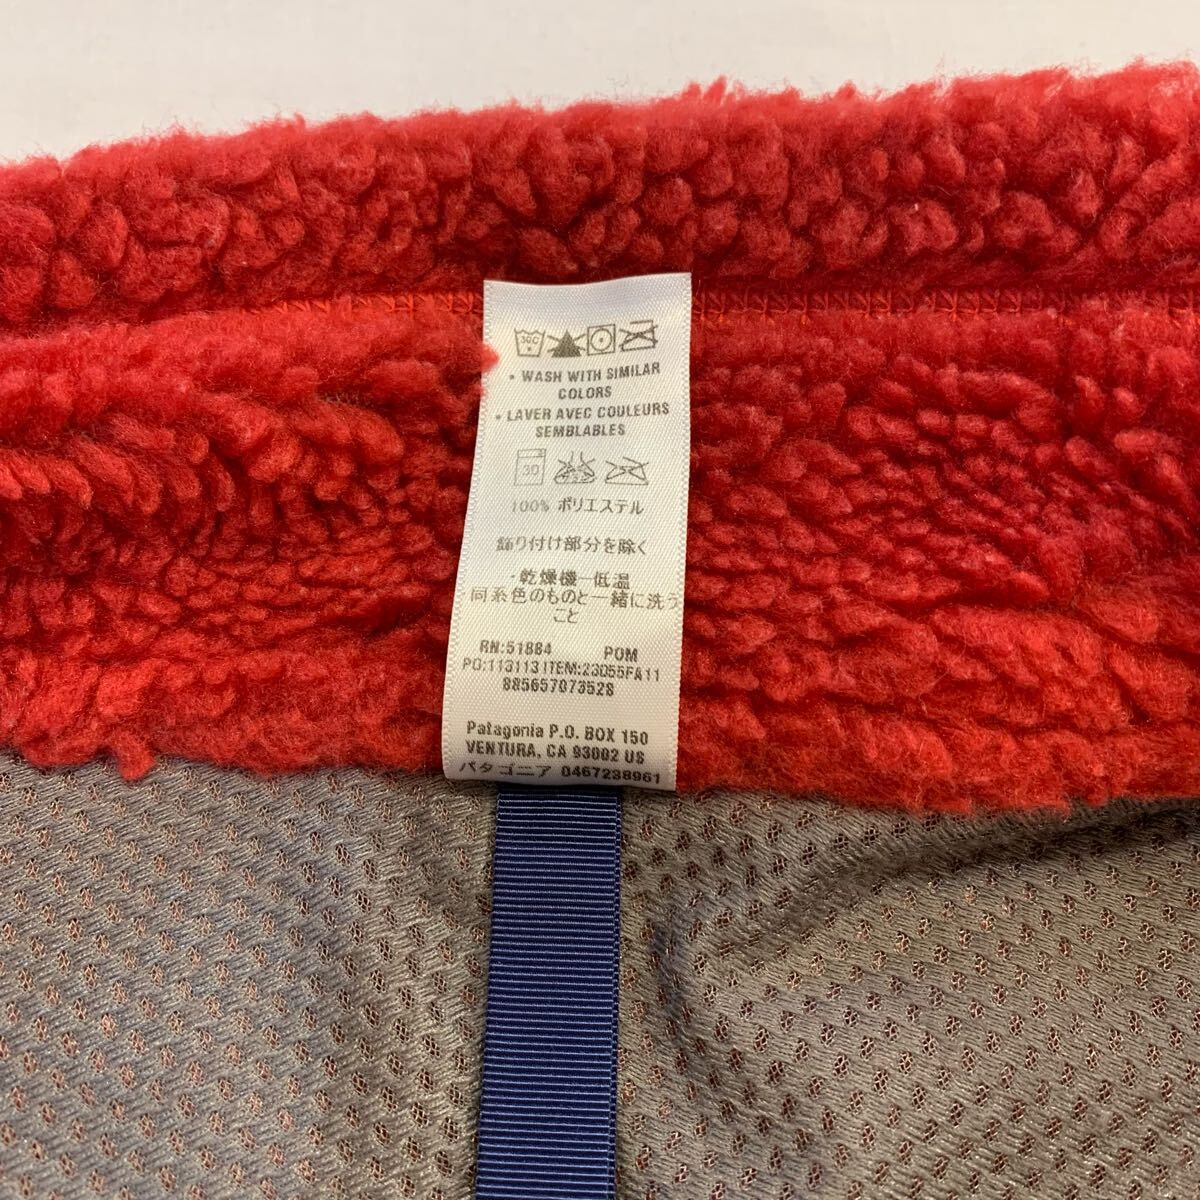 30C
• WASH WITH SIMILAR
COLORS
• LAVER AVEC COULEURS
SEMBLABLES
30
100% ポリエステル
飾り付け部分を除く
・乾燥機一低温
・同系色のものと一緒に洗う
こと
RN:51884 POM
PO:113113 ITEM:23055FA11
885657073528
Patagonia P.O. BOX 150
VENTURA, CA 93002 US
パタゴニア 0467238961